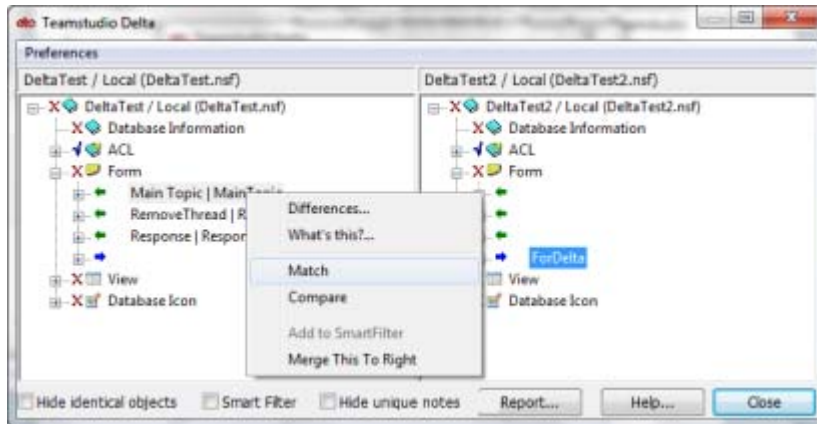 Teamstudio Delta
Preferences
DeltaTest / Local (DeltaTest.nsf)
DeltaTest2 / Local (DeltaTest2.nsf)
DeltaTest / Local (DeltaTest.nsf)
Database Information
ACL
Form
Main Topic | MainTopic
RemoveThread | R
Response | Respon
View
Database Icon
DeltaTest2 / Local (DeltaTest2.nsf)
Database Information
ACL
Form
ForDelta
View
Database Icon
Differences...
What's this?...
Match
Compare
Add to SmartFilter
Merge This To Right
Hide identical objects
Smart Filter
Hide unique notes
Report...
Help...
Close